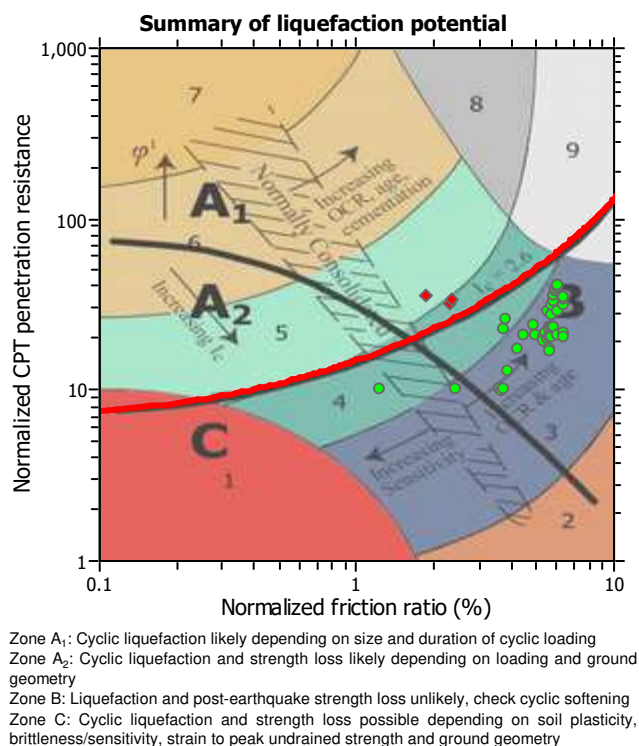 Summary of liquefaction potential
1,000
100
10
1
Normalized CPT penetration resistance
7
8
9
φ'
A1
Increasing
OCR, age,
cementation
Normally Consolidated
6
A2
Increasing Ic
5
Ic = 2.6
B
4
Increasing
OCR & age
C
1
Increasing
Sensitivity
3
2
0.1
1
10
Normalized friction ratio (%)
Zone A1: Cyclic liquefaction likely depending on size and duration of cyclic loading
Zone A2: Cyclic liquefaction and strength loss likely depending on loading and ground
geometry
Zone B: Liquefaction and post-earthquake strength loss unlikely, check cyclic softening
Zone C: Cyclic liquefaction and strength loss possible depending on soil plasticity,
brittleness/sensitivity, strain to peak undrained strength and ground geometry